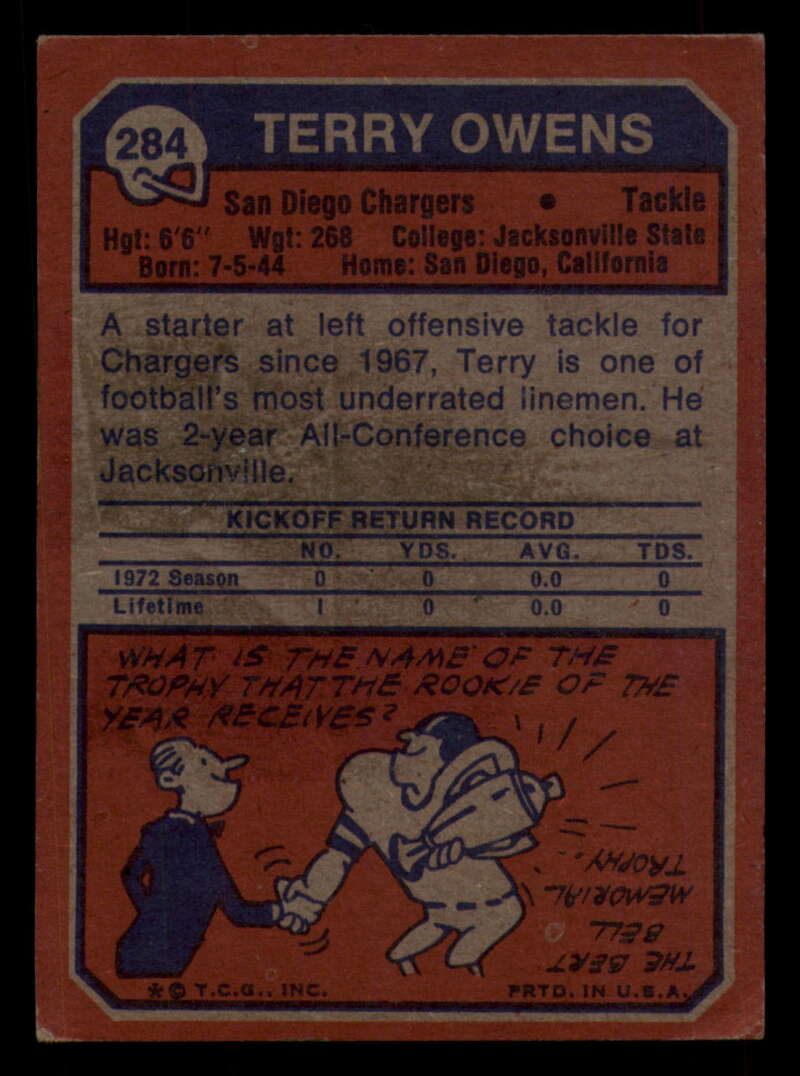 284
TERRY OWENS
San Diego Chargers • Tackle
Hgt: 6'6" Wgt: 268 College: Jacksonville State
Born: 7-5-44 Home: San Diego, California
A starter at left offensive tackle for
Chargers since 1967, Terry is one of
football's most underrated linemen. He
was 2-year All-Conference choice at
Jacksonville.
KICKOFF RETURN RECORD
NO. YDS. AVG. TDS.
1972 Season 0 0 0.0 0
Lifetime 1 0 0.0 0
WHAT IS THE NAME OF THE
TROPHY THAT THE ROOKIE OF THE
YEAR RECEIVES?
THE BERT
BELL
MEMORIAL
TROPHY.
*© T.C.G., INC. PRTD. IN U.S.A.